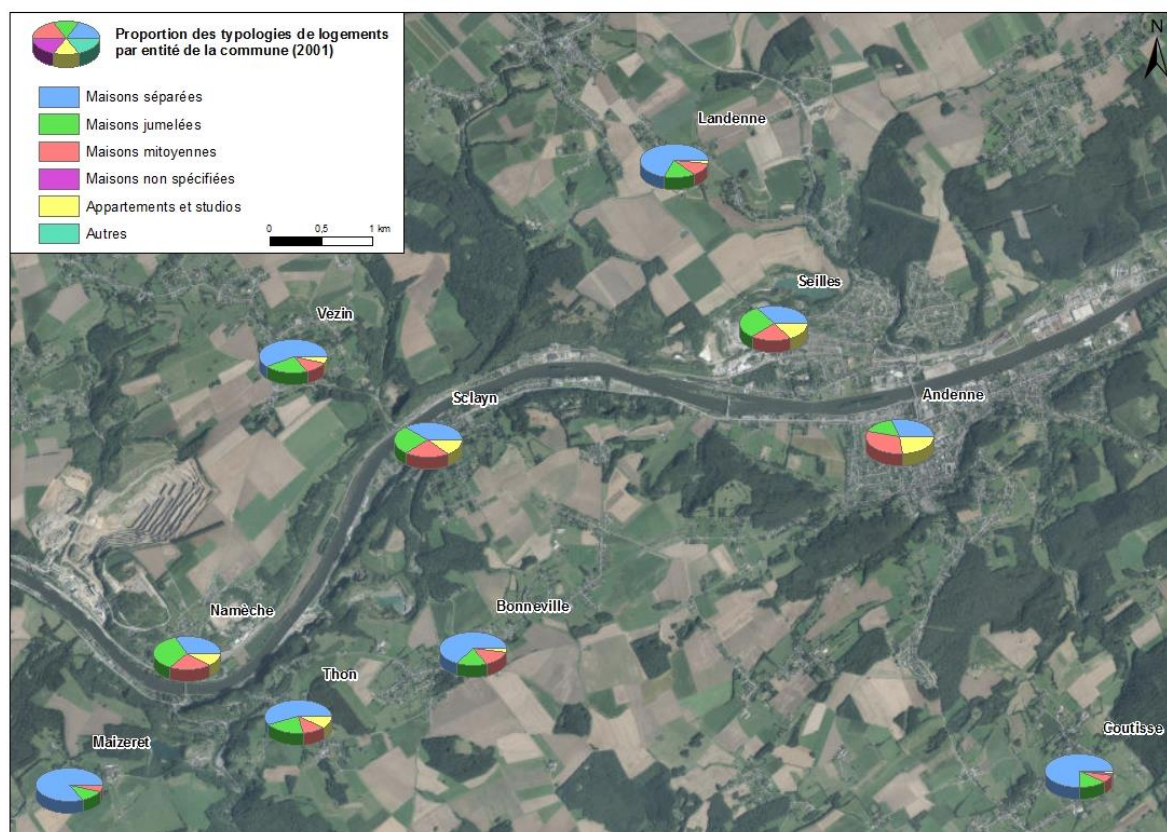 Proportion des typologies de logements
par entité de la commune (2001)
Maisons séparées
Maisons jumelées
Maisons mitoyennes
Maisons non spécifiées
Appartements et studios
Autres
0 0,5 1 km
N
Landenne
Seilles
Vezin
Sclayn
Andenne
Namèche
Bonneville
Thon
Maizeret
Coutisse